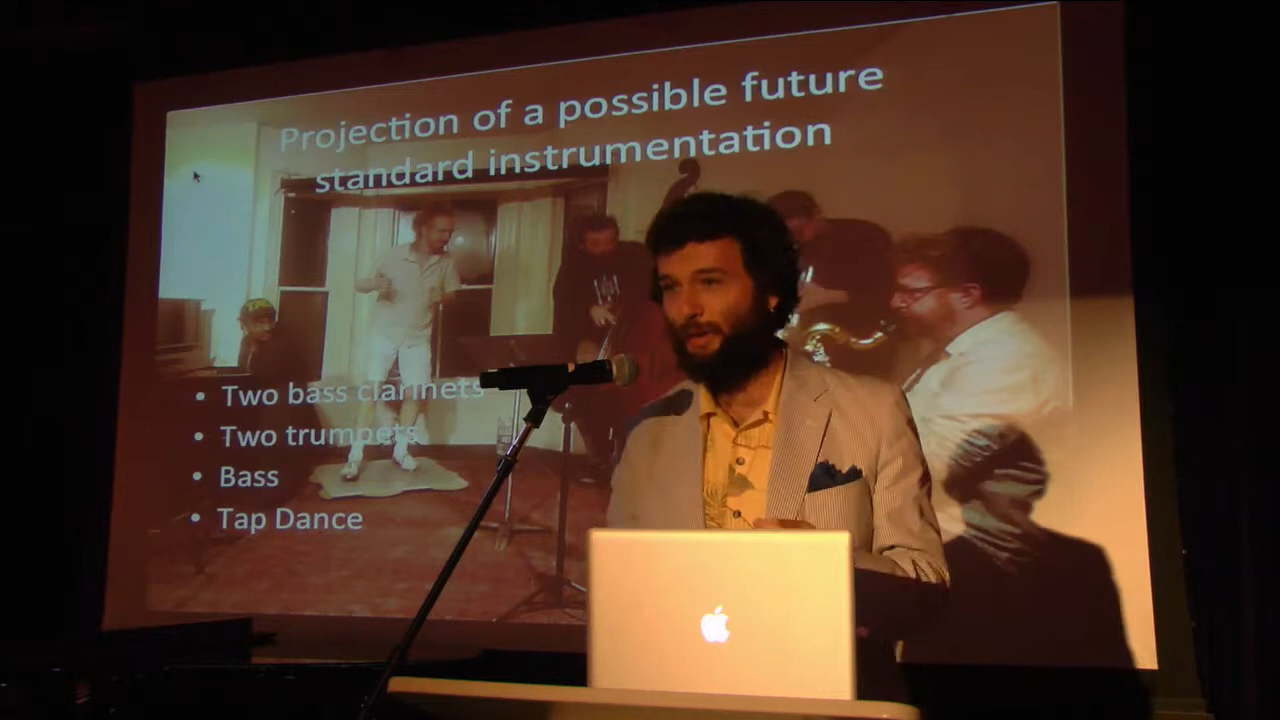 Projection of a possible future
standard instrumentation
• Two bass clarinets
• Two trumpets
• Bass
• Tap Dance